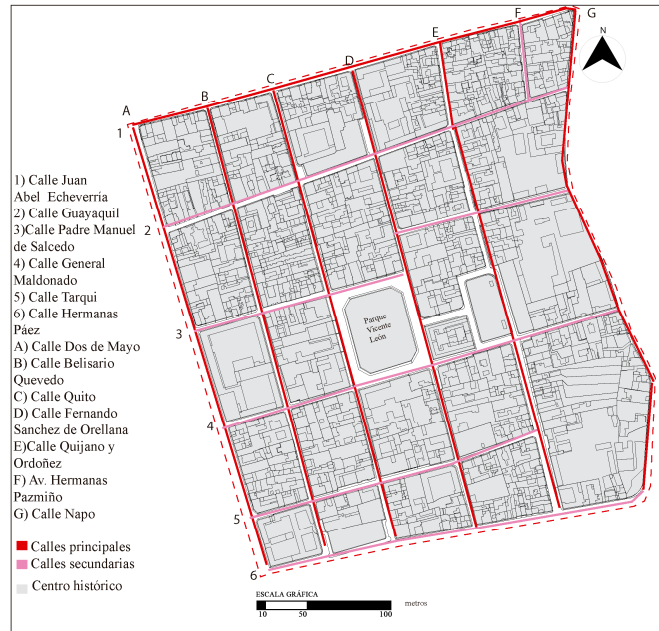 A
B
C
D
E
F
G
N
1
2
3
4
5
6
1) Calle Juan
Abel Echeverria
2) Calle Guayaquil
3)Calle Padre Manuel
de Salcedo
4) Calle General
Maldonado
5) Calle Tarqui
6) Calle Hermanas
Páez
A) Calle Dos de Mayo
B) Calle Belisario
Quevedo
C) Calle Quito
D) Calle Fernando
Sanchez de Orellana
E)Calle Quijano y
Ordoñez
F) Av. Hermanas
Pazmiño
G) Calle Napo
Calles principales
Calles secundarias
Centro histórico
Parque
Vicente
León
ESCALA GRÁFICA
10 50 100 metros